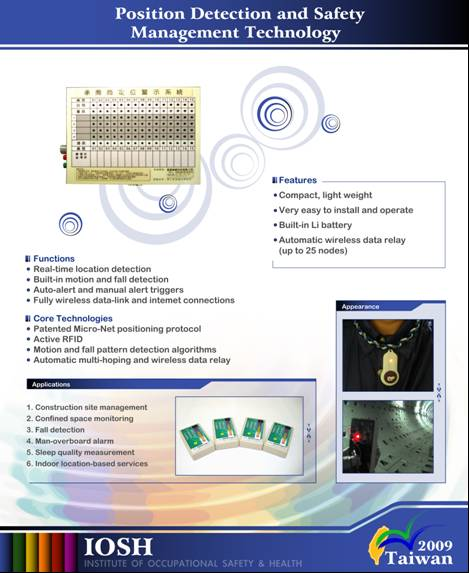 Position Detection and Safety
Management Technology
Features
• Compact, light weight
• Very easy to install and operate
• Built-in Li battery
• Automatic wireless data relay
(up to 25 nodes)
Functions
• Real-time location detection
• Built-in motion and fall detection
• Auto-alert and manual alert triggers
• Fully wireless data-link and internet connections
Core Technologies
• Patented Micro-Net positioning protocol
• Active RFID
• Motion and fall pattern detection algorithms
• Automatic multi-hoping and wireless data relay
Appearance
Applications
1. Construction site management
2. Confined space monitoring
3. Fall detection
4. Man-overboard alarm
5. Sleep quality measurement
6. Indoor location-based services
IOSH
INSTITUTE OF OCCUPATIONAL SAFETY & HEALTH
2009
Taiwan